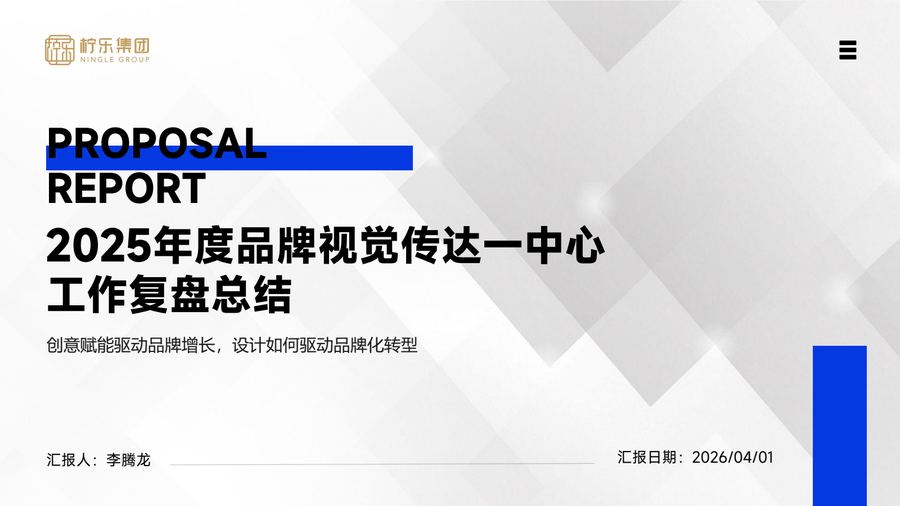 柠乐集团
NINGLE GROUP
PROPOSAL
REPORT
2025年度品牌视觉传达一中心
工作复盘总结
创意赋能驱动品牌增长，设计如何驱动品牌化转型
汇报人：李腾龙
汇报日期：2026/04/01